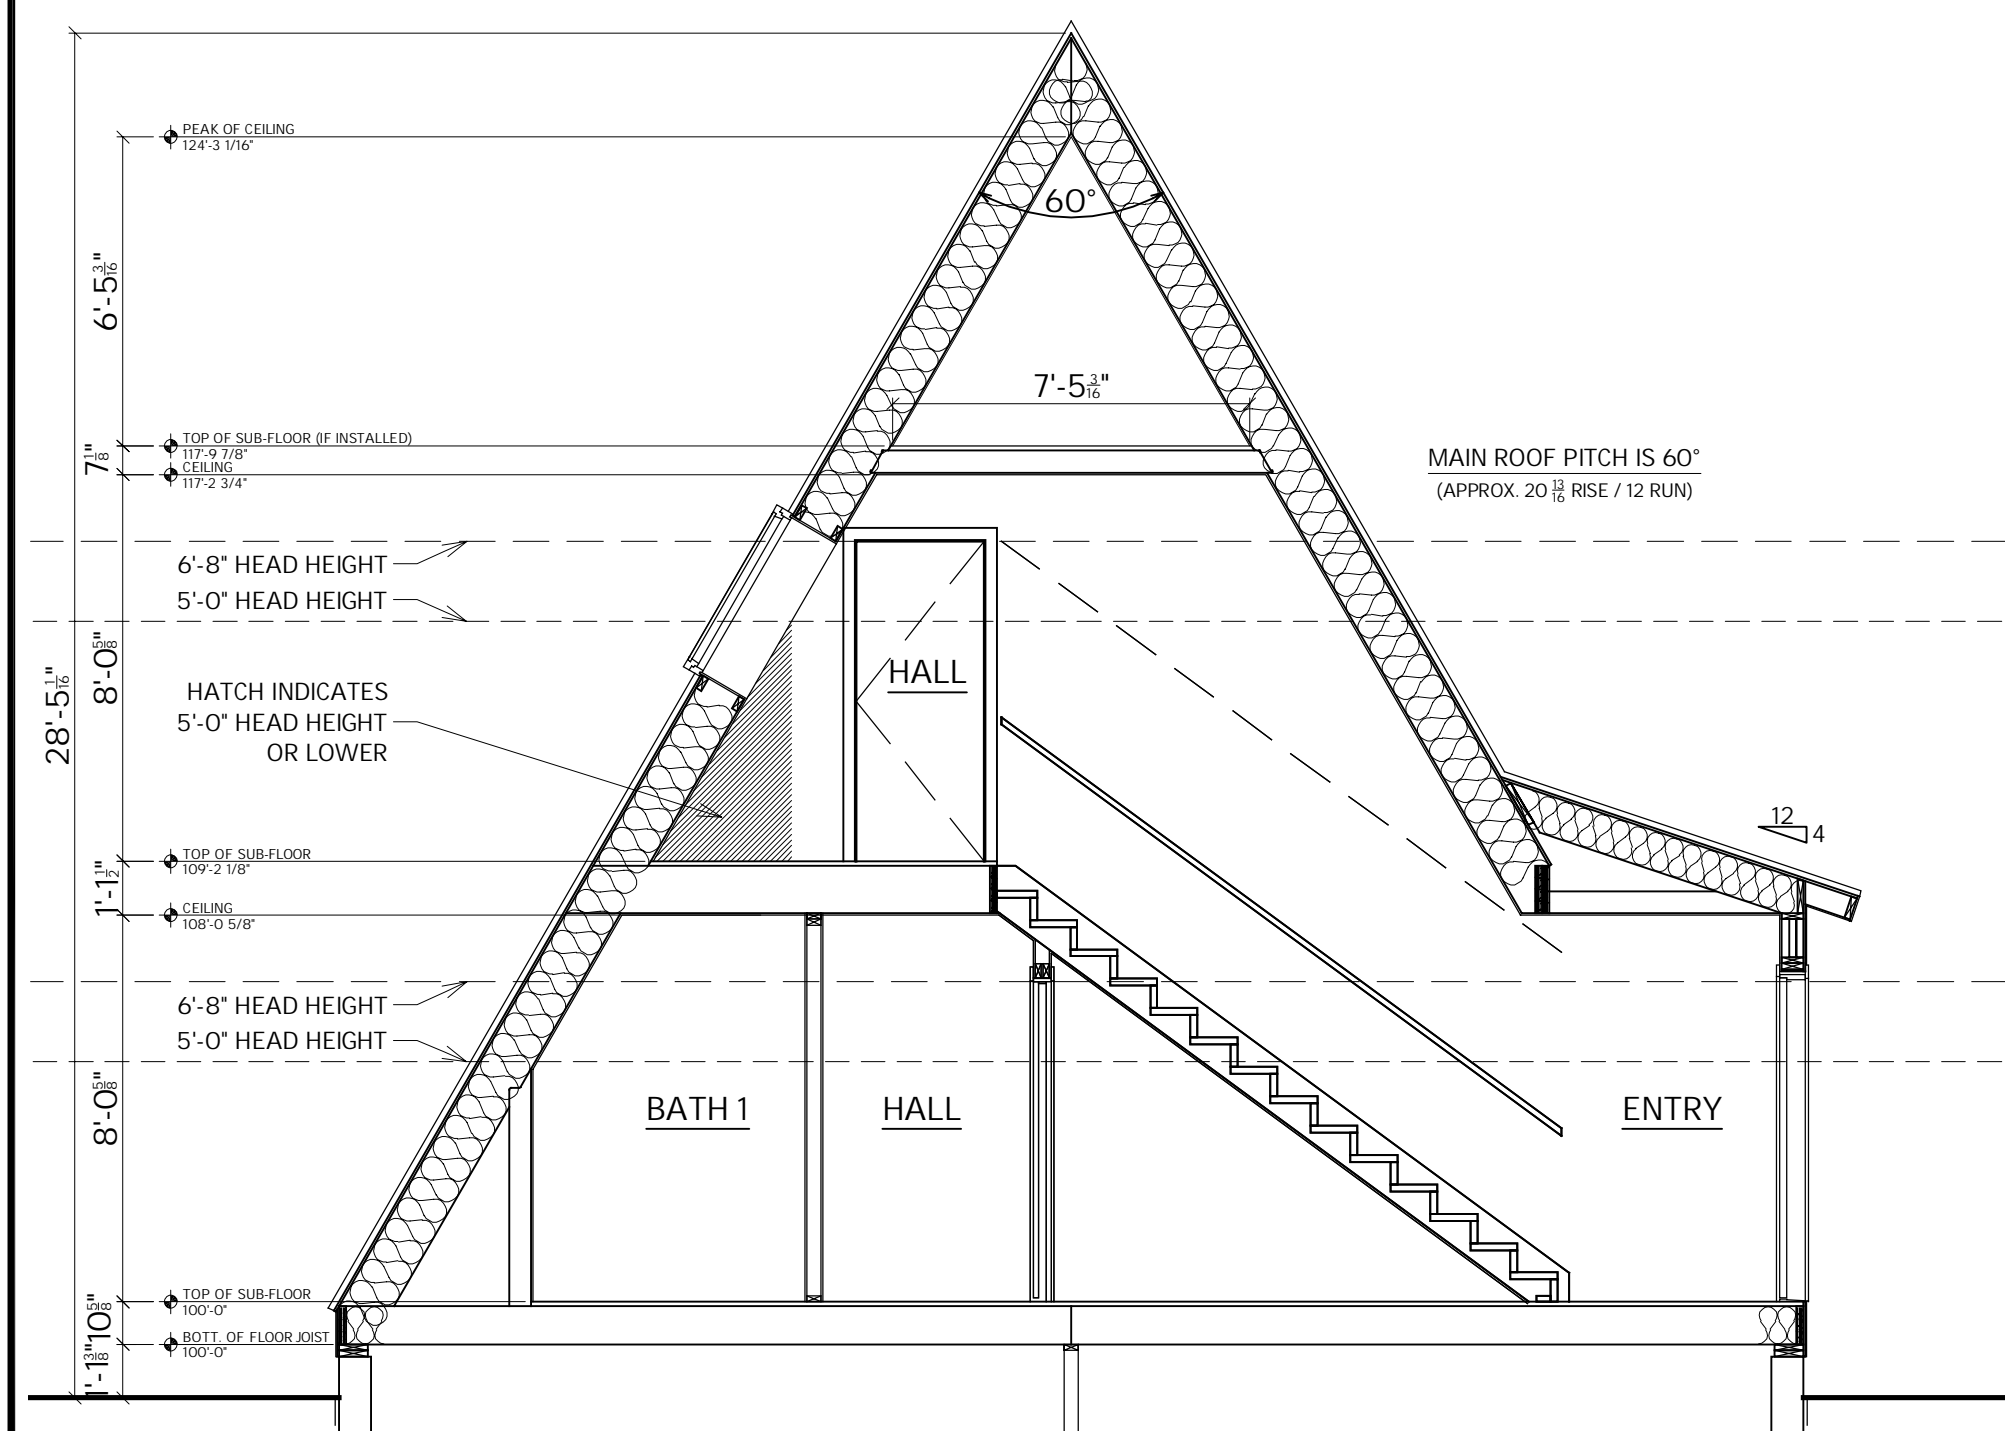 PEAK OF CEILING
124'-3 1/16"
60°
6'-5 3/16"
7'-5 3/16"
TOP OF SUB-FLOOR (IF INSTALLED)
117'-9 7/8"
7 1/8"
CEILING
117'-2 3/4"
MAIN ROOF PITCH IS 60°
(APPROX. 20 13/16 RISE / 12 RUN)
6'-8" HEAD HEIGHT
5'-0" HEAD HEIGHT
28'-5 1/16"
8'-0 5/8"
HATCH INDICATES
5'-0" HEAD HEIGHT
OR LOWER
HALL
12
4
TOP OF SUB-FLOOR
109'-2 1/8"
1'-1 1/2"
CEILING
108'-0 5/8"
6'-8" HEAD HEIGHT
5'-0" HEAD HEIGHT
8'-0 5/8"
BATH 1
HALL
ENTRY
TOP OF SUB-FLOOR
100'-0"
10 5/8"
BOTT. OF FLOOR JOIST
100'-0"
1'-1 3/8"